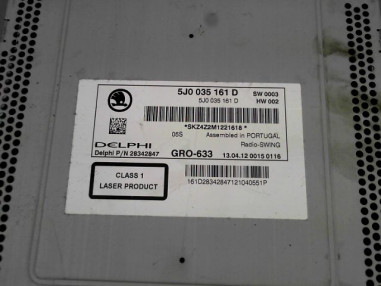 5J0 035 161 D SW 0003
5J0 035 161 D HW 002
*SKZ4Z2M1221618*
05S Assembled in PORTUGAL
Radio-SWING
DELPHI GRO-633 13.04.12 0015 0116
Delphi P/N 28342847
CLASS 1
LASER PRODUCT
161D28342847121040551P